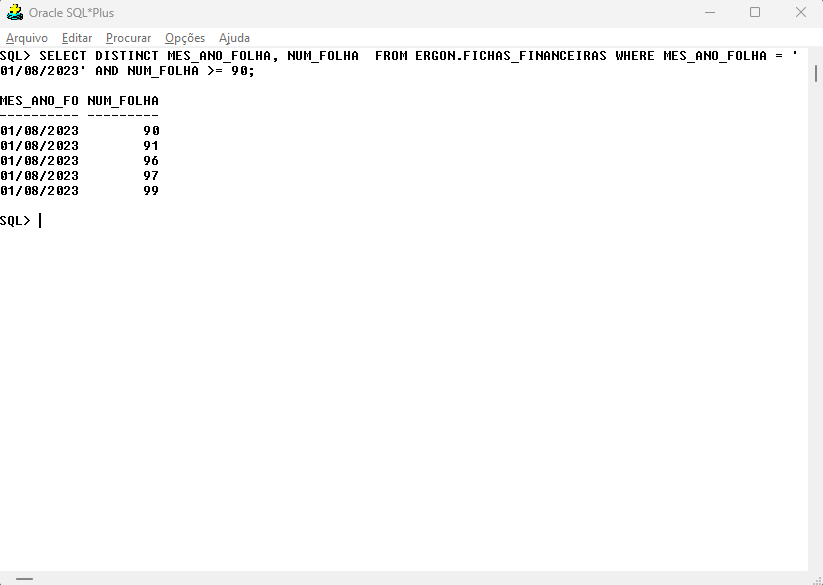 Oracle SQL*Plus
Arquivo Editar Procurar Opções Ajuda
SQL> SELECT DISTINCT MES_ANO_FOLHA, NUM_FOLHA  FROM ERGON.FICHAS_FINANCEIRAS WHERE MES_ANO_FOLHA = '
01/08/2023' AND NUM_FOLHA >= 90;
MES_ANO_FO NUM_FOLHA
---------- ---------
01/08/2023        90
01/08/2023        91
01/08/2023        96
01/08/2023        97
01/08/2023        99
SQL>